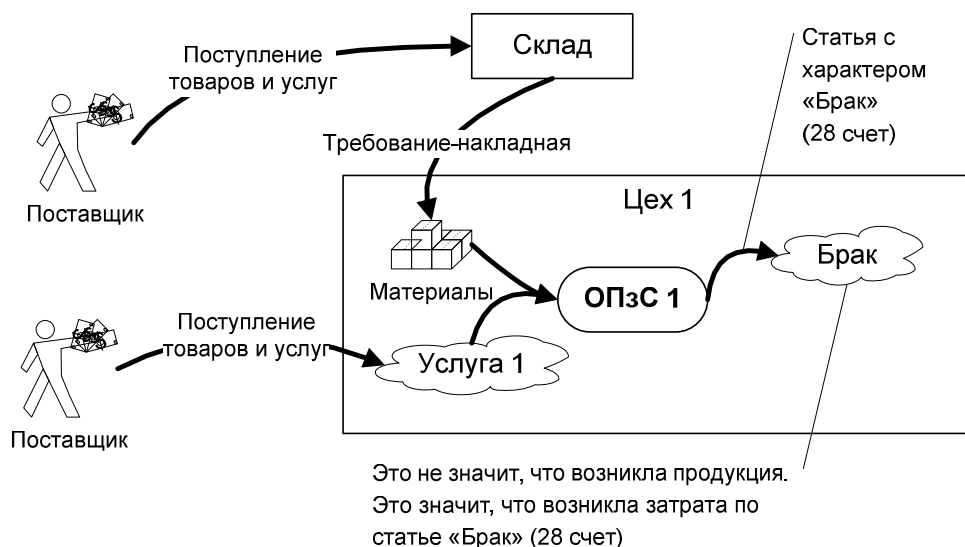 Поступление
товаров и услуг
Склад
Статья с
характером
«Брак»
(28 счет)
Требование-накладная
Поставщик
Цех 1
Брак
Материалы
ОПзС 1
Поступление
товаров и услуг
Услуга 1
Поставщик
Это не значит, что возникла продукция.
Это значит, что возникла затрата по
статье «Брак» (28 счет)